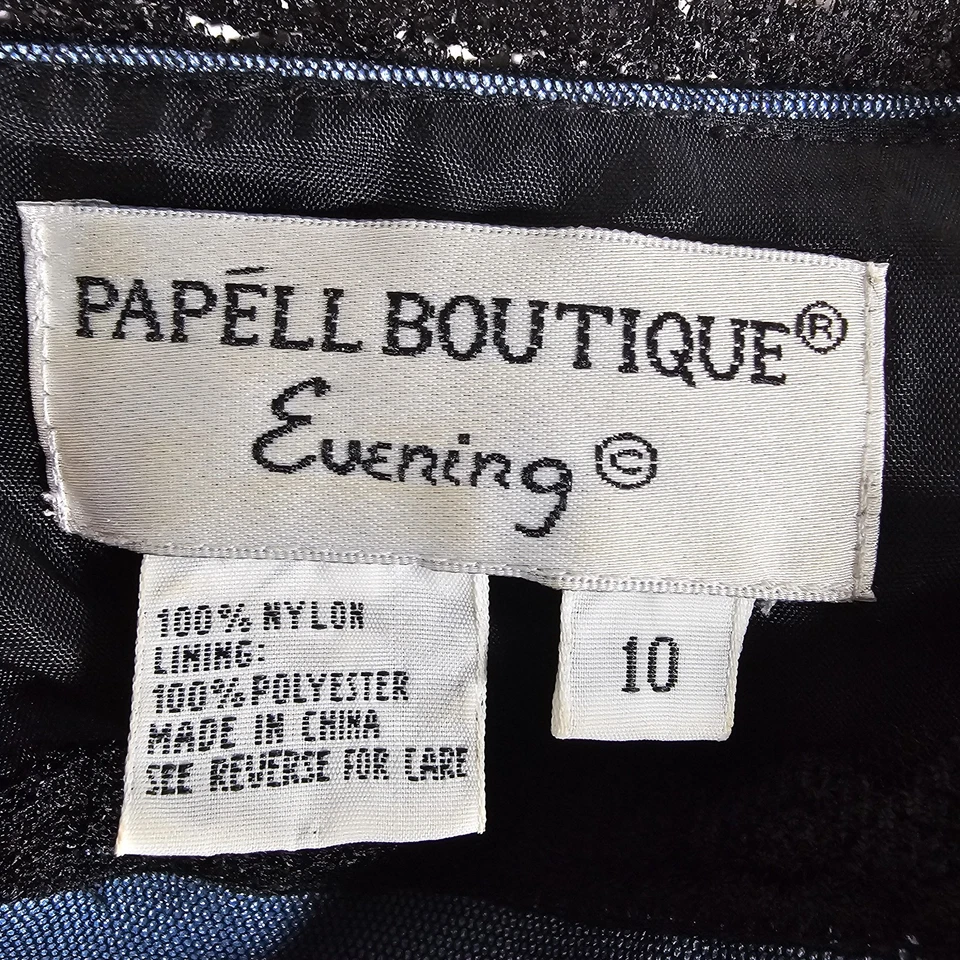 PAPÉLL BOUTIQUE®
Evening ©
100% NYLON
LINING:
100% POLYESTER
MADE IN CHINA
SEE REVERSE FOR CARE
10